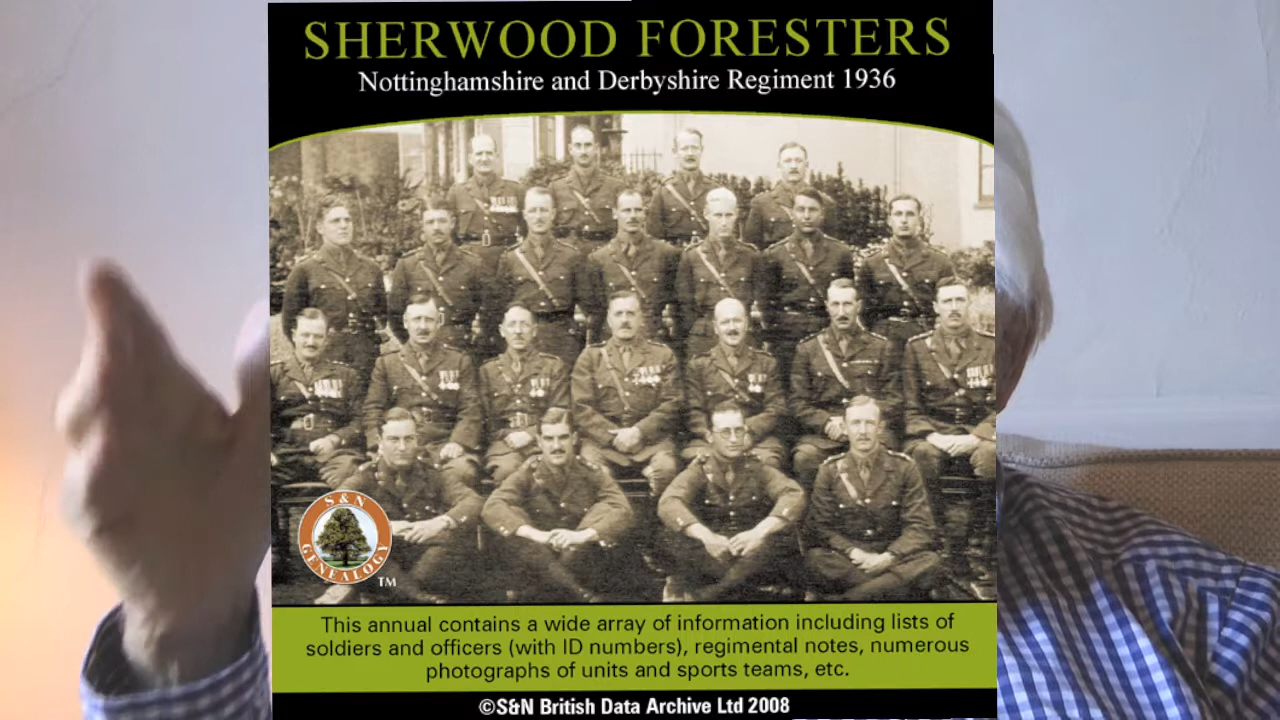 SHERWOOD FORESTERS
Nottinghamshire and Derbyshire Regiment 1936
S&N
GENEALOGY
TM
This annual contains a wide array of information including lists of
soldiers and officers (with ID numbers), regimental notes, numerous
photographs of units and sports teams, etc.
©S&N British Data Archive Ltd 2008